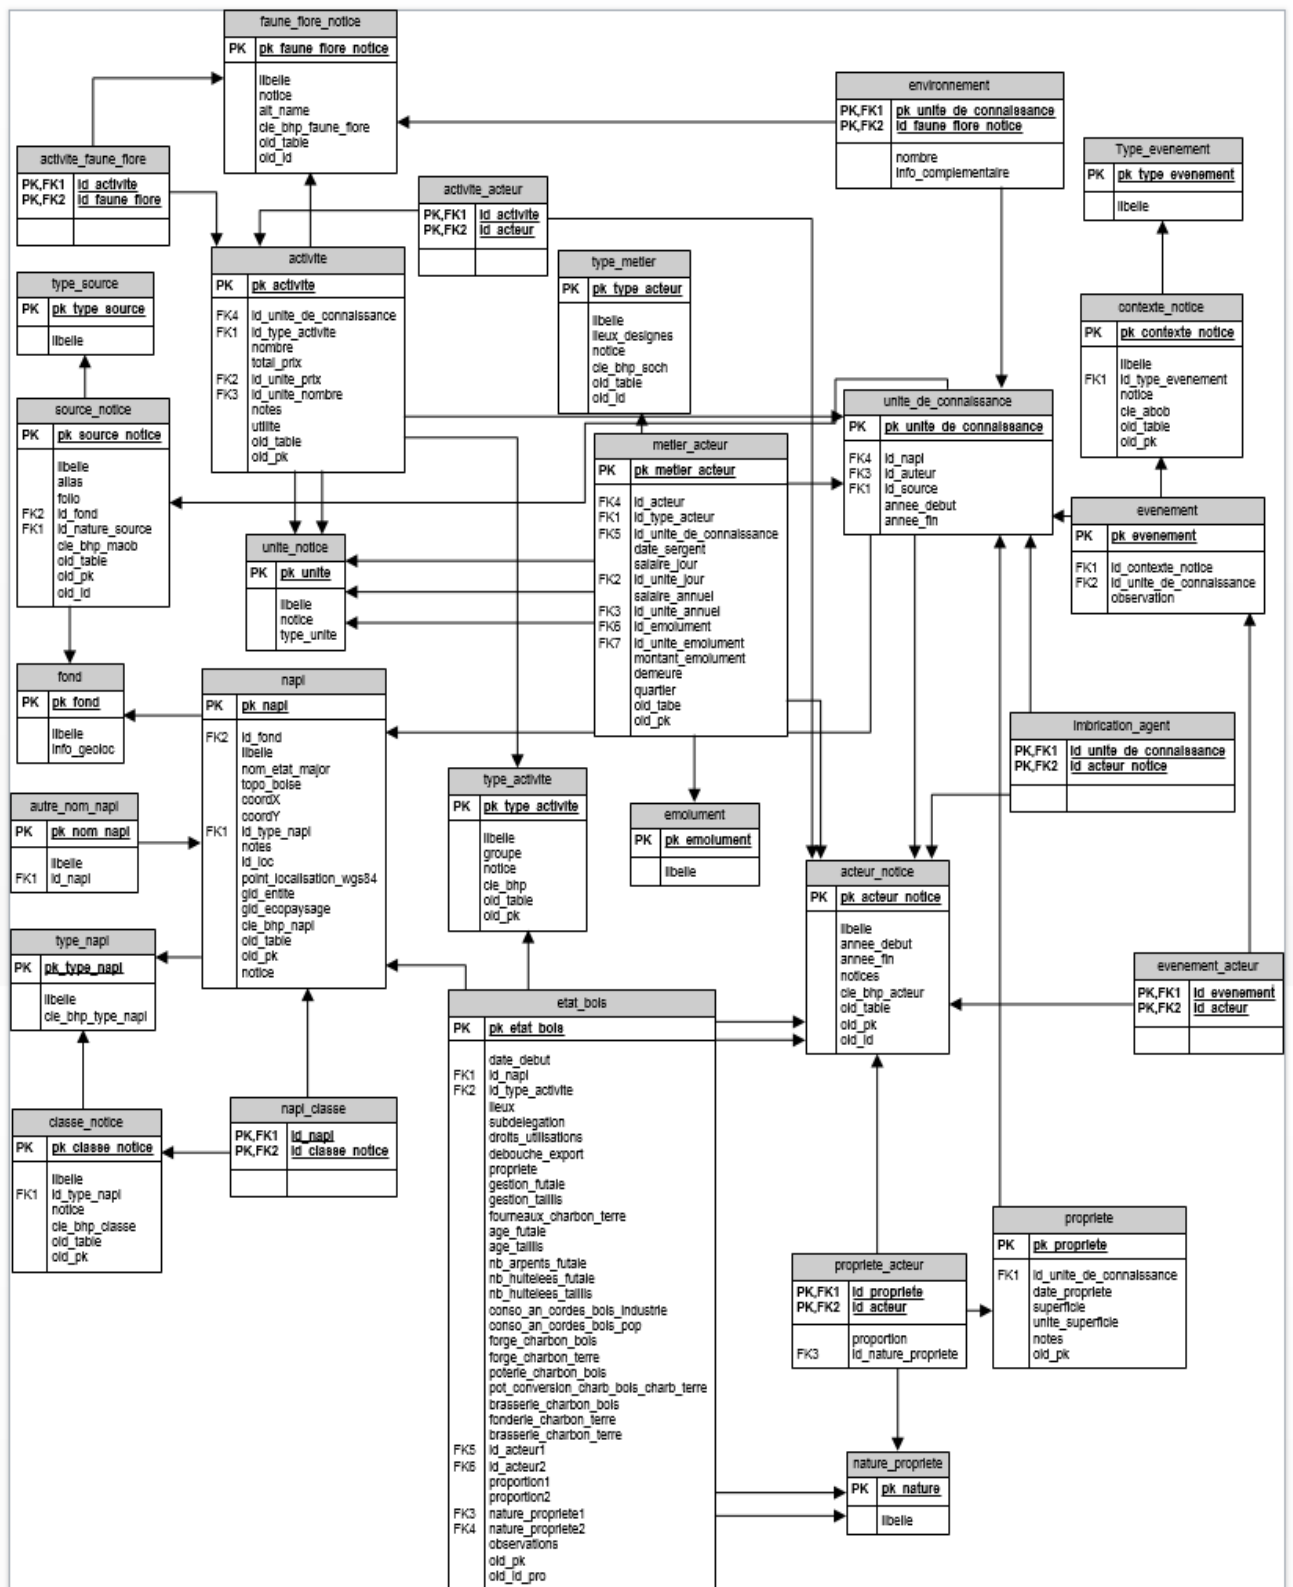 faune_flore_notice
PK pk_faune_flore_notice
libelle
notice
alt_name
cle_bhp_faune_flore
old_table
old_id
environnement
PK,FK1 pk_unite_de_connaissance
PK,FK2 id_faune_flore_notice
nombre
info_complementaire
Type_evenement
PK pk_type_evenement
libelle
activite_faune_flore
PK,FK1 id_activite
PK,FK2 id_faune_flore
activite_acteur
PK,FK1 id_activite
PK,FK2 id_acteur
activite
PK pk_activite
FK4 id_unite_de_connaissance
FK1 id_type_activite
nombre
total_prix
FK2 id_unite_prix
FK3 id_unite_nombre
notes
utilite
old_table
old_pk
type_metier
PK pk_type_acteur
libelle
lieux_designes
notice
cle_bhp_soch
old_table
old_id
type_source
PK pk_type_source
libelle
contexte_notice
PK pk_contexte_notice
libelle
FK1 id_type_evenement
notice
cle_abob
old_table
old_pk
source_notice
PK pk_source_notice
libelle
alias
folio
FK2 id_fond
FK1 id_nature_source
cle_bhp_maob
old_table
old_pk
old_id
unite_de_connaissance
PK pk_unite_de_connaissance
FK4 id_napi
FK3 id_auteur
FK1 id_source
annee_debut
annee_fin
metier_acteur
PK pk_metier_acteur
FK4 id_acteur
FK1 id_type_acteur
FK5 id_unite_de_connaissance
date_sergent
salaire_jour
FK2 id_unite_jour
salaire_annuel
FK3 id_unite_annuel
FK6 id_emolument
FK7 id_unite_emolument
montant_emolument
demeure
quartier
old_tabe
old_pk
evenement
PK pk_evenement
FK1 id_contexte_notice
FK2 id_unite_de_connaissance
observation
unite_notice
PK pk_unite
libelle
notice
type_unite
fond
PK pk_fond
libelle
info_geoloc
napi
PK pk_napi
FK2 id_fond
libelle
nom_etat_major
topo_boise
coordX
coordY
FK1 id_type_napi
notes
id_loc
point_localisation_wgs84
gid_entite
gid_ecopaysage
cle_bhp_napi
old_table
old_pk
notice
imbrication_agent
PK,FK1 id_unite_de_connaissance
PK,FK2 id_acteur_notice
type_activite
PK pk_type_activite
libelle
groupe
notice
cle_bhp
old_table
old_pk
autre_nom_napi
PK pk_nom_napi
libelle
FK1 id_napi
emolument
PK pk_emolument
libelle
acteur_notice
PK pk_acteur_notice
libelle
annee_debut
annee_fin
notices
cle_bhp_acteur
old_table
old_pk
old_id
type_napi
PK pk_type_napi
libelle
cle_bhp_type_napi
evenement_acteur
PK,FK1 id_evenement
PK,FK2 id_acteur
etat_bois
PK pk_etat_bois
date_debut
FK1 id_napi
FK2 id_type_activite
lieux
subdelegation
droits_utilisations
debouche_export
propriete
gestion_futaie
gestion_taillis
fourneaux_charbon_terre
age_futaie
age_taillis
nb_arpents_futaie
nb_huitelees_futaie
nb_huitelees_taillis
conso_an_cordes_bois_industrie
conso_an_cordes_bois_pop
forge_charbon_bois
forge_charbon_terre
poterie_charbon_bois
pot_conversion_charb_bois_charb_terre
brasserie_charbon_bois
fonderie_charbon_terre
brasserie_charbon_terre
FK5 id_acteur1
FK6 id_acteur2
proportion1
proportion2
FK3 nature_propriete1
FK4 nature_propriete2
observations
old_pk
old_id_pro
classe_notice
PK pk_classe_notice
libelle
FK1 id_type_napi
notice
cle_bhp_classe
old_table
old_pk
napi_classe
PK,FK1 id_napi
PK,FK2 id_classe_notice
propriete
PK pk_propriete
FK1 id_unite_de_connaissance
date_propriete
superficie
unite_superficie
notes
old_pk
propriete_acteur
PK,FK1 id_propriete
PK,FK2 id_acteur
proportion
FK3 id_nature_propriete
nature_propriete
PK pk_nature
libelle